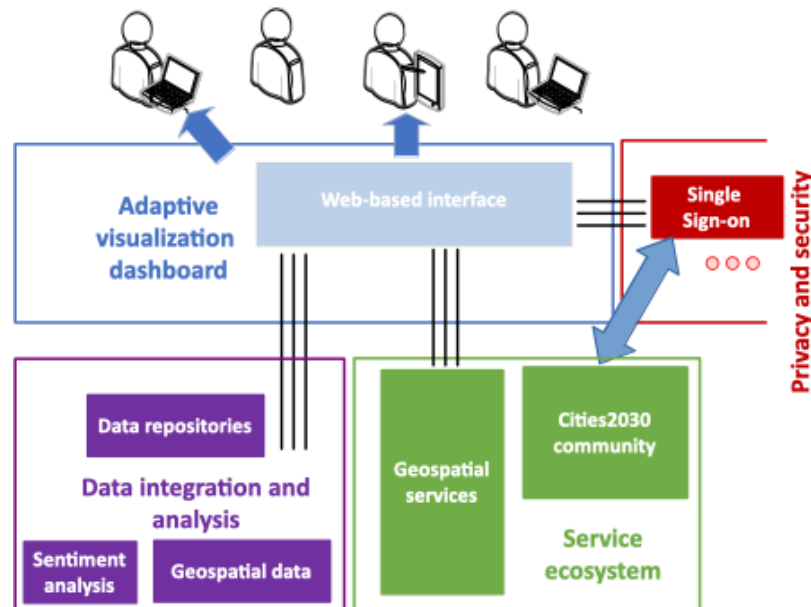 Web-based interface
Adaptive
visualization
dashboard
Single
Sign-on
Privacy and security
Data repositories
Data integration and
analysis
Sentiment
analysis
Geospatial data
Geospatial
services
Cities2030
community
Service
ecosystem